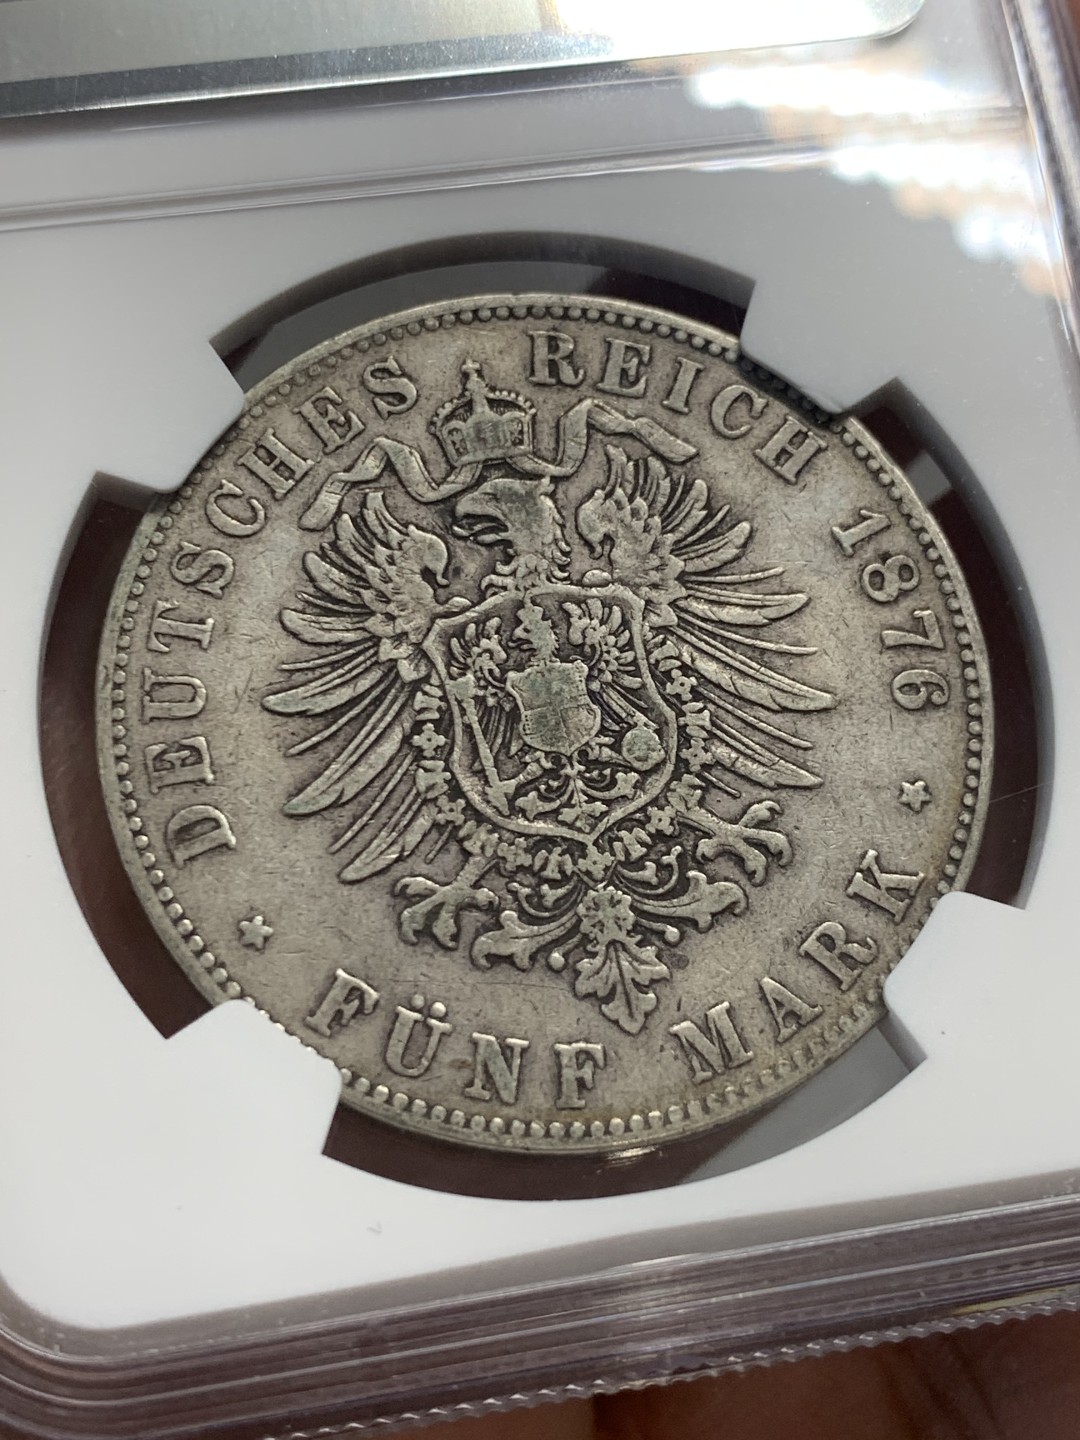 DEUTSCHES REICH 1876
* FÜNF MARK *